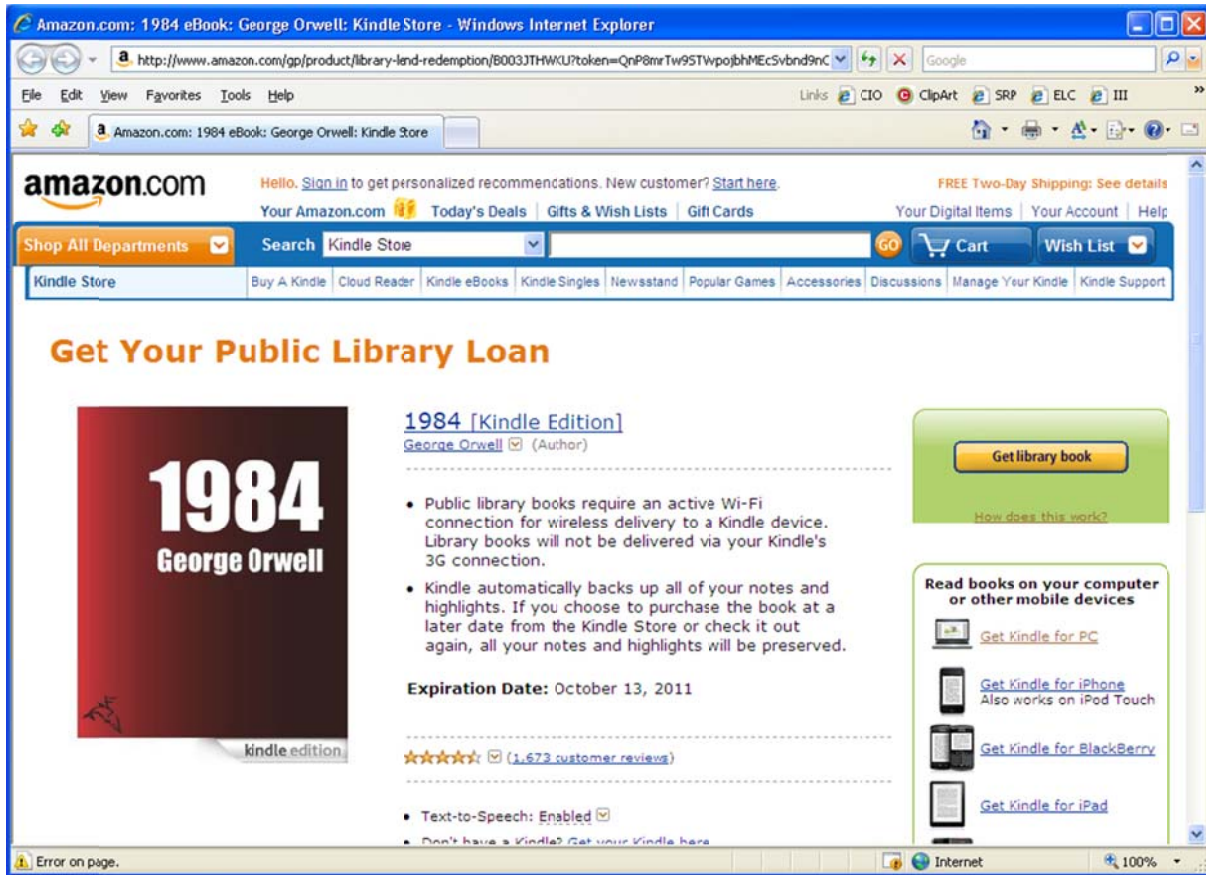 Amazon.com: 1984 eBook: George Orwell: Kindle Store - Windows Internet Explorer
http://www.amazon.com/gp/product/library-lend-redemption/B003JTHWKU?token=QnP8mrTw9STWpojbhMEcSvbnd9nC
Google
File Edit View Favorites Tools Help
Links CIO ClipArt SRP ELC III »
Amazon.com: 1984 eBook: George Orwell: Kindle Store
amazon.com
Hello. Sign in to get personalized recommendations. New customer? Start here.
FREE Two-Day Shipping: See details
Your Amazon.com Today's Deals Gifts & Wish Lists Gift Cards
Your Digital Items Your Account Help
Shop All Departments Search Kindle Store GO Cart Wish List
Kindle Store Buy A Kindle Cloud Reader Kindle eBooks Kindle Singles Newsstand Popular Games Accessories Discussions Manage Your Kindle Kindle Support
Get Your Public Library Loan
1984
George Orwell
kindle edition
1984 [Kindle Edition]
George Orwell (Author)
• Public library books require an active Wi-Fi
connection for wireless delivery to a Kindle device.
Library books will not be delivered via your Kindle's
3G connection.
• Kindle automatically backs up all of your notes and
highlights. If you choose to purchase the book at a
later date from the Kindle Store or check it out
again, all your notes and highlights will be preserved.
Expiration Date: October 13, 2011
(1,673 customer reviews)
• Text-to-Speech: Enabled
• Don't have a Kindle? Get your Kindle here
Get library book
How does this work?
Read books on your computer
or other mobile devices
Get Kindle for PC
Get Kindle for iPhone
Also works on iPod Touch
Get Kindle for BlackBerry
Get Kindle for iPad
Error on page.
Internet
100%